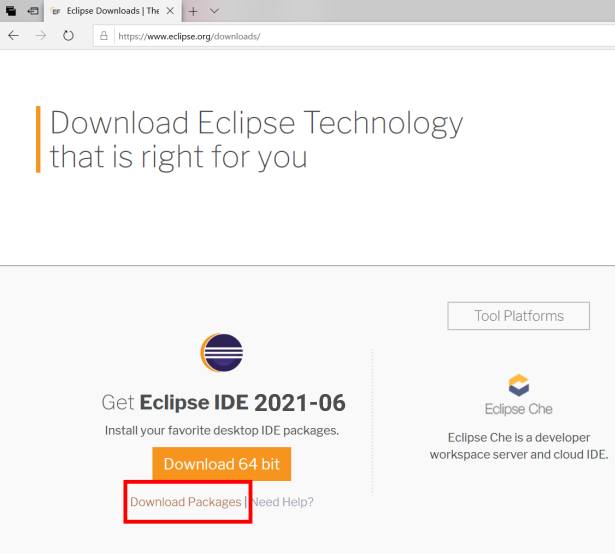 Eclipse Downloads | The
https://www.eclipse.org/downloads/
Download Eclipse Technology
that is right for you
Tool Platforms
Get Eclipse IDE 2021-06
Install your favorite desktop IDE packages.
Download 64 bit
Download Packages | Need Help?
Eclipse Che
Eclipse Che is a developer
workspace server and cloud IDE.